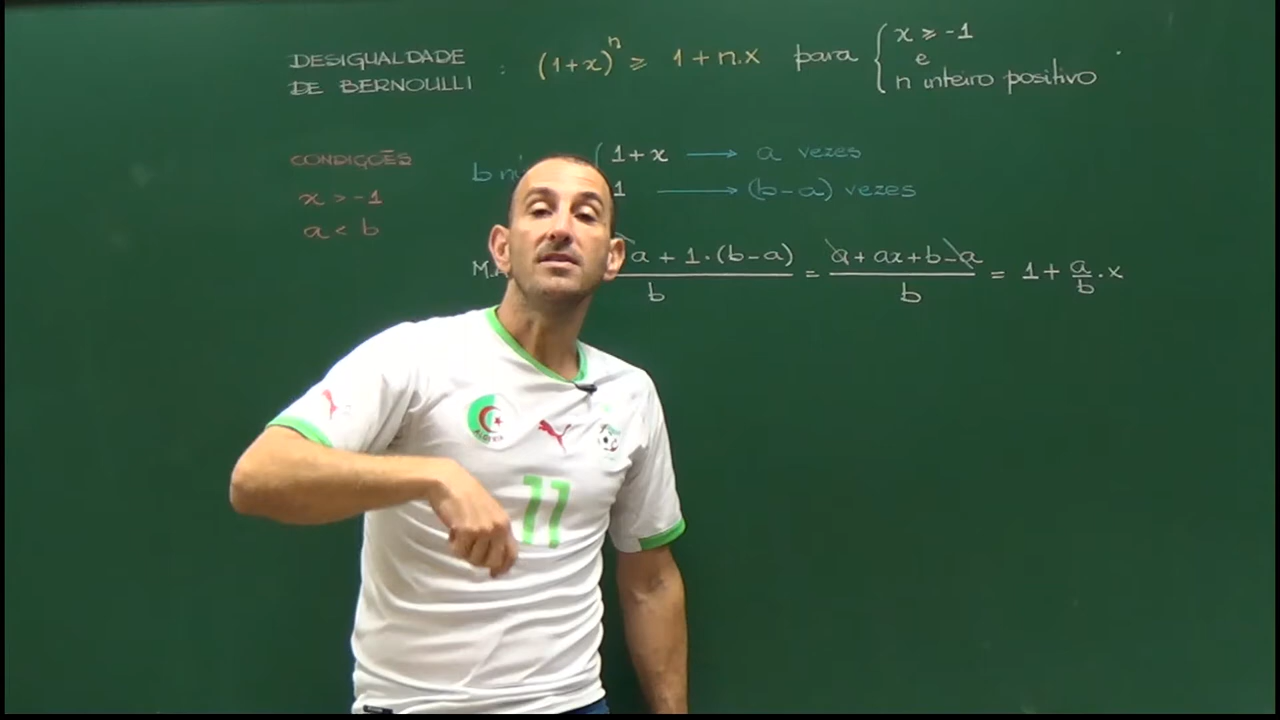 DESIGUALDADE
DE BERNOULLI : (1+x)ⁿ ≥ 1+n.x para { x ≥ -1
e
n inteiro positivo
CONDIÇÕES
x > -1
a < b
b { 1+x → a vezes
1 → (b-a) vezes
a + 1·(b-a) / b = a + ax + b - a / b = 1 + a/b · x
ALGERIA
11